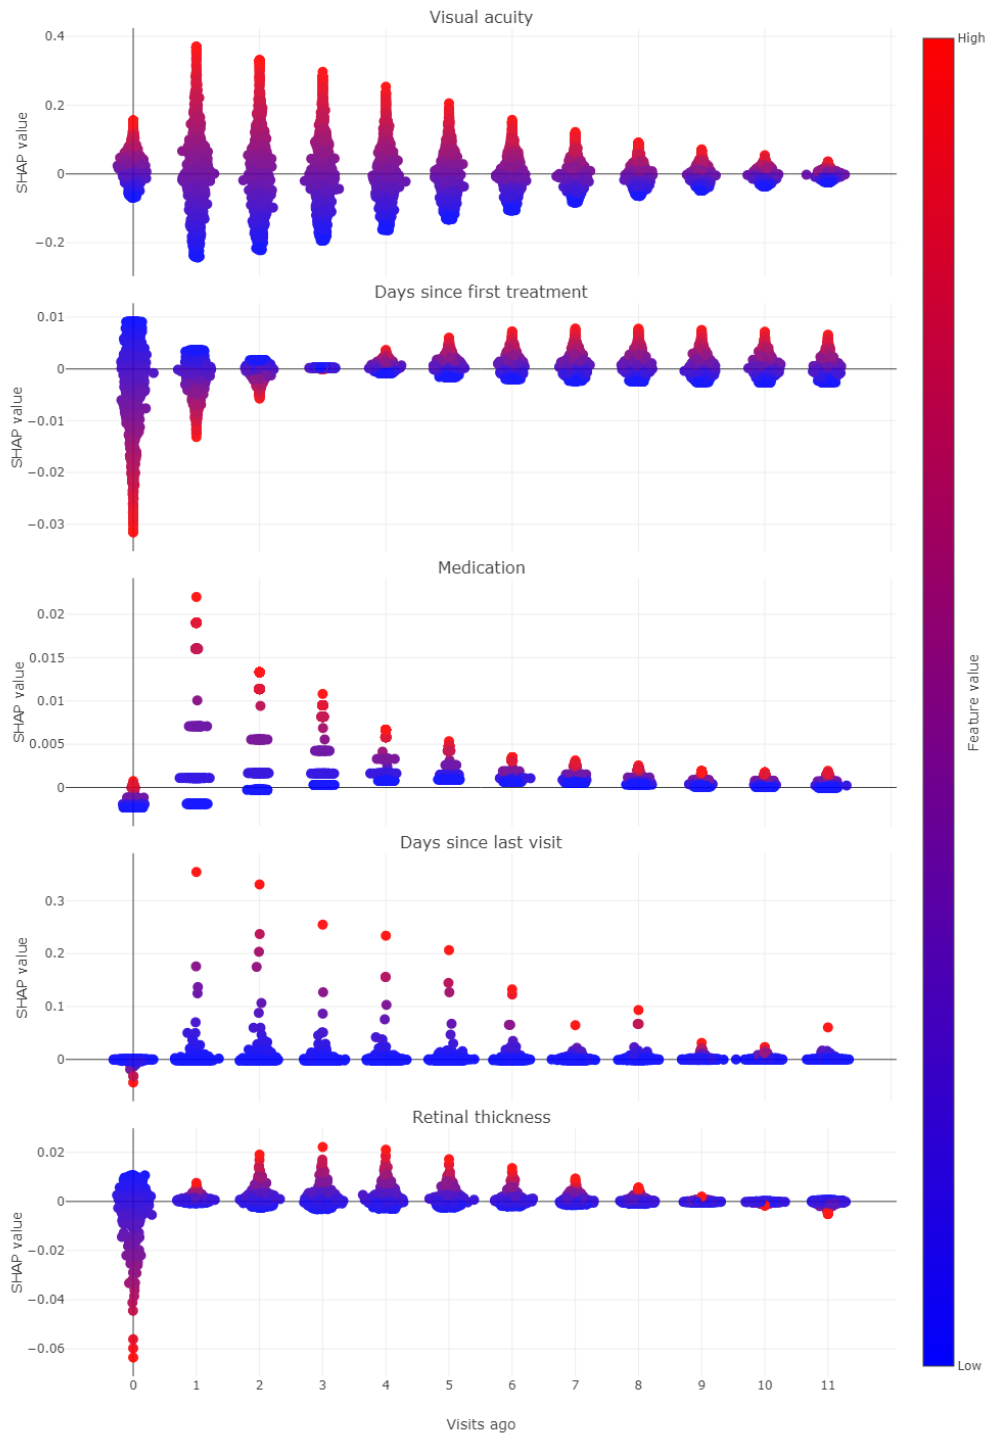 Visual acuity
High
0.4
0.2
0
−0.2
SHAP value
Days since first treatment
0.01
0
−0.01
−0.02
−0.03
SHAP value
Medication
0.02
0.015
0.01
0.005
0
SHAP value
Feature value
Days since last visit
0.3
0.2
0.1
0
SHAP value
Retinal thickness
0.02
0
−0.02
−0.04
−0.06
SHAP value
Low
0 1 2 3 4 5 6 7 8 9 10 11
Visits ago